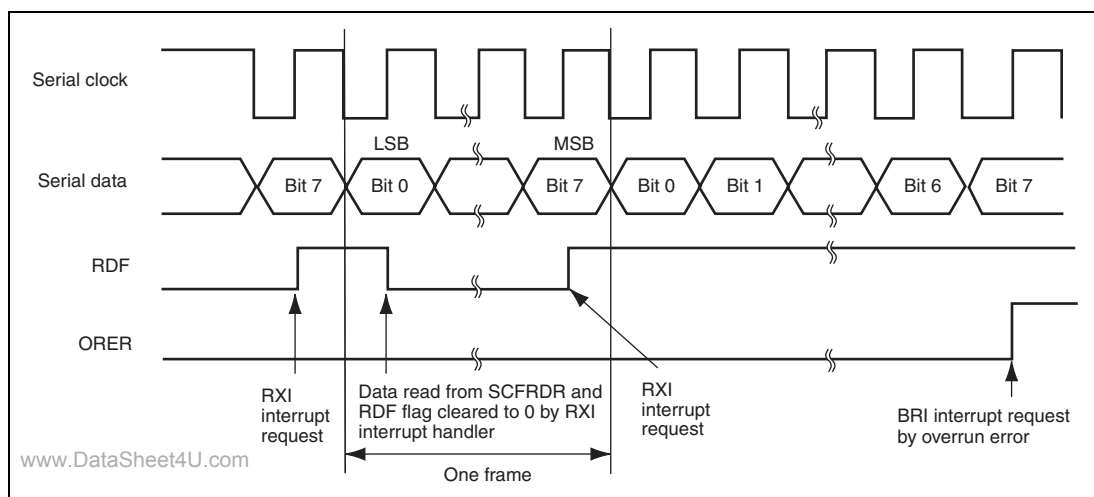 Serial clock
LSB
MSB
Serial data
Bit 7
Bit 0
Bit 7
Bit 0
Bit 1
Bit 6
Bit 7
RDF
ORER
RXI
interrupt
request
Data read from SCFRDR and
RDF flag cleared to 0 by RXI
interrupt handler
RXI
interrupt
request
BRI interrupt request
by overrun error
One frame
www.DataSheet4U.com